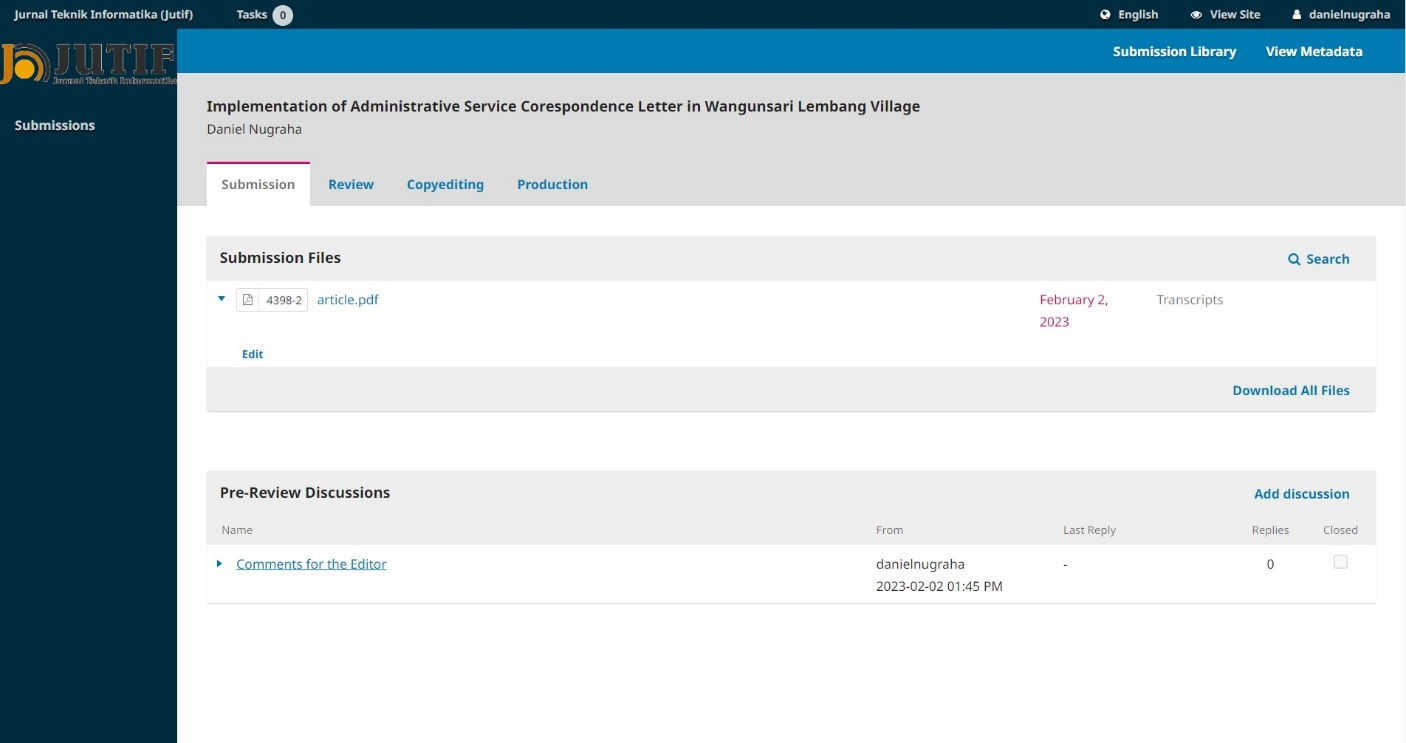 Jurnal Teknik Informatika (Jutif) Tasks 0 English View Site danielnugraha
JUTIF
Jurnal Teknik Informatika
Submission Library View Metadata
Implementation of Administrative Service Corespondence Letter in Wangunsari Lembang Village
Daniel Nugraha
Submissions
Submission Review Copyediting Production
Submission Files Search
4398-2 article.pdf February 2, Transcripts
2023
Edit
Download All Files
Pre-Review Discussions Add discussion
Name From Last Reply Replies Closed
Comments for the Editor danielnugraha - 0
2023-02-02 01:45 PM